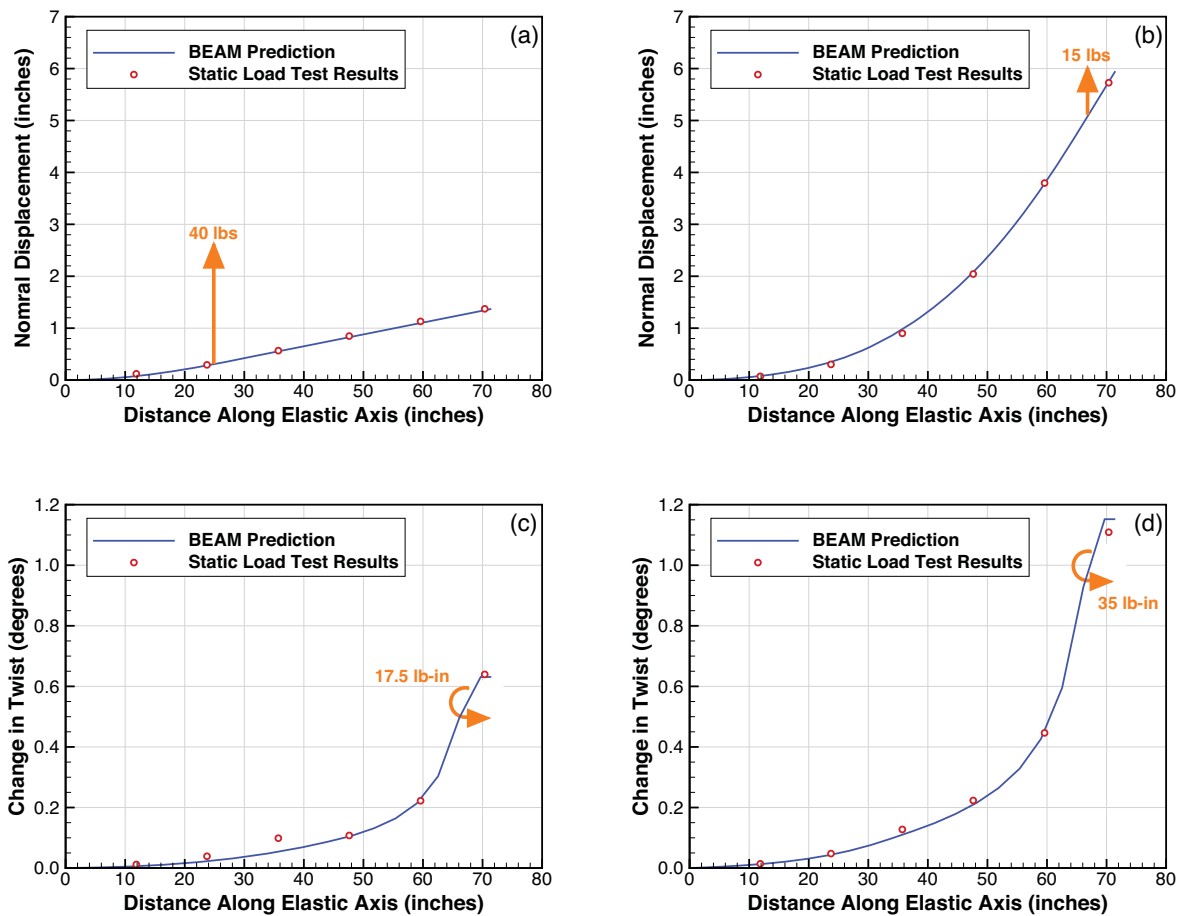 (a)
BEAM Prediction
Static Load Test Results
40 lbs
Nomral Displacement (inches)
0 1 2 3 4 5 6 7
0 10 20 30 40 50 60 70 80
Distance Along Elastic Axis (inches)
(b)
BEAM Prediction
Static Load Test Results
15 lbs
Normal Displacement (inches)
0 1 2 3 4 5 6 7
0 10 20 30 40 50 60 70 80
Distance Along Elastic Axis (inches)
(c)
BEAM Prediction
Static Load Test Results
17.5 lb-in
Change in Twist (degrees)
0.0 0.2 0.4 0.6 0.8 1.0 1.2
0 10 20 30 40 50 60 70 80
Distance Along Elastic Axis (inches)
(d)
BEAM Prediction
Static Load Test Results
35 lb-in
Change in Twist (degrees)
0.0 0.2 0.4 0.6 0.8 1.0 1.2
0 10 20 30 40 50 60 70 80
Distance Along Elastic Axis (inches)